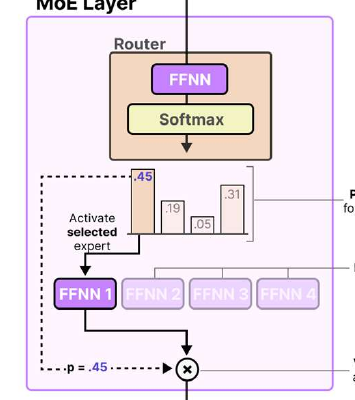 MoE Layer
Router
FFNN
Softmax
.45
.19
.05
.31
Activate
selected
expert
FFNN 1
FFNN 2
FFNN 3
FFNN 4
p = .45
×